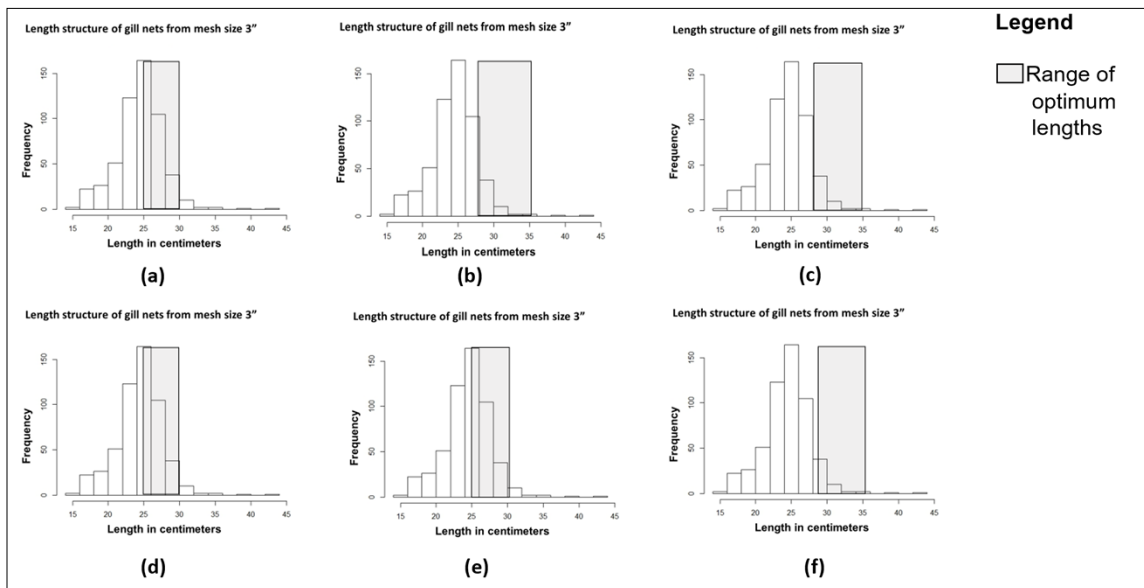 Length structure of gill nets from mesh size 3”
Frequency
0
50
100
150
15 20 25 30 35 40 45
Length in centimeters
(a)
Length structure of gill nets from mesh size 3”
Frequency
0
50
100
150
15 20 25 30 35 40 45
Length in centimeters
(b)
Length structure of gill nets from mesh size 3”
Frequency
0
50
100
150
15 20 25 30 35 40 45
Length in centimeters
(c)
Legend
Range of
optimum
lengths
Length structure of gill nets from mesh size 3”
Frequency
0
50
100
150
15 20 25 30 35 40 45
Length in centimeters
(d)
Length structure of gill nets from mesh size 3”
Frequency
0
50
100
150
15 20 25 30 35 40 45
Length in centimeters
(e)
Length structure of gill nets from mesh size 3”
Frequency
0
50
100
150
15 20 25 30 35 40 45
Length in centimeters
(f)